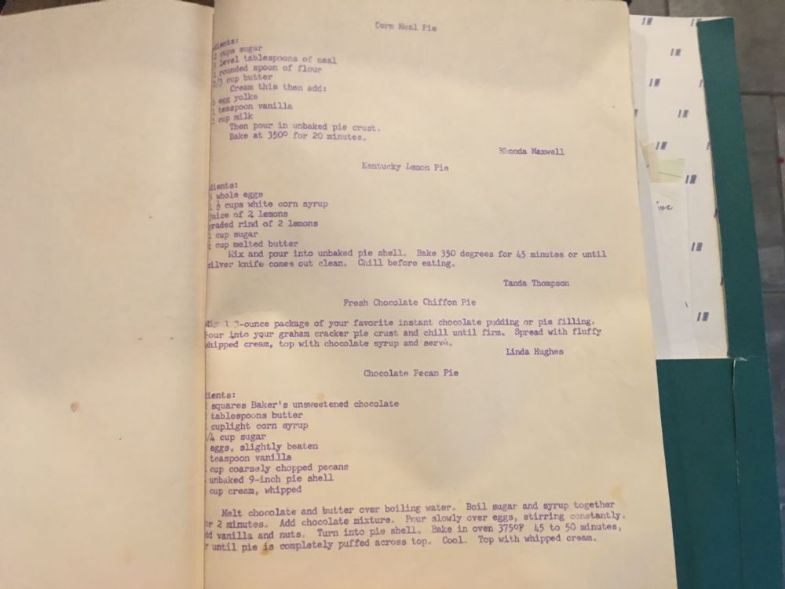 Corn Meal Pie
cups sugar
level tablespoons of meal
rounded spoon of flour
cup butter
Cream this then add:
egg yolks
teaspoon vanilla
cup milk
Then pour in unbaked pie crust.
Bake at 350° for 20 minutes.
Rhonda Maxwell
Kentucky Lemon Pie
dients:
whole eggs
cups white corn syrup
juice of 2 lemons
graded rind of 2 lemons
cup sugar
cup melted butter
Mix and pour into unbaked pie shell. Bake 350 degrees for 45 minutes or until
silver knife comes out clean. Chill before eating.
Tanda Thompson
Fresh Chocolate Chiffon Pie
-ounce package of your favorite instant chocolate pudding or pie filling.
Pour into your graham cracker pie crust and chill until firm. Spread with fluffy
whipped cream, top with chocolate syrup and serve.
Linda Hughes
Chocolate Pecan Pie
ients:
squares Baker's unsweetened chocolate
tablespoons butter
cuplight corn syrup
/4 cup sugar
eggs, slightly beaten
teaspoon vanilla
cup coarsely chopped pecans
unbaked 9-inch pie shell
cup cream, whipped
Melt chocolate and butter over boiling water. Boil sugar and syrup together
r 2 minutes. Add chocolate mixture. Pour slowly over eggs, stirring constantly.
d vanilla and nuts. Turn into pie shell. Bake in oven 375°F 45 to 50 minutes,
r until pie is completely puffed across top. Cool. Top with whipped cream.